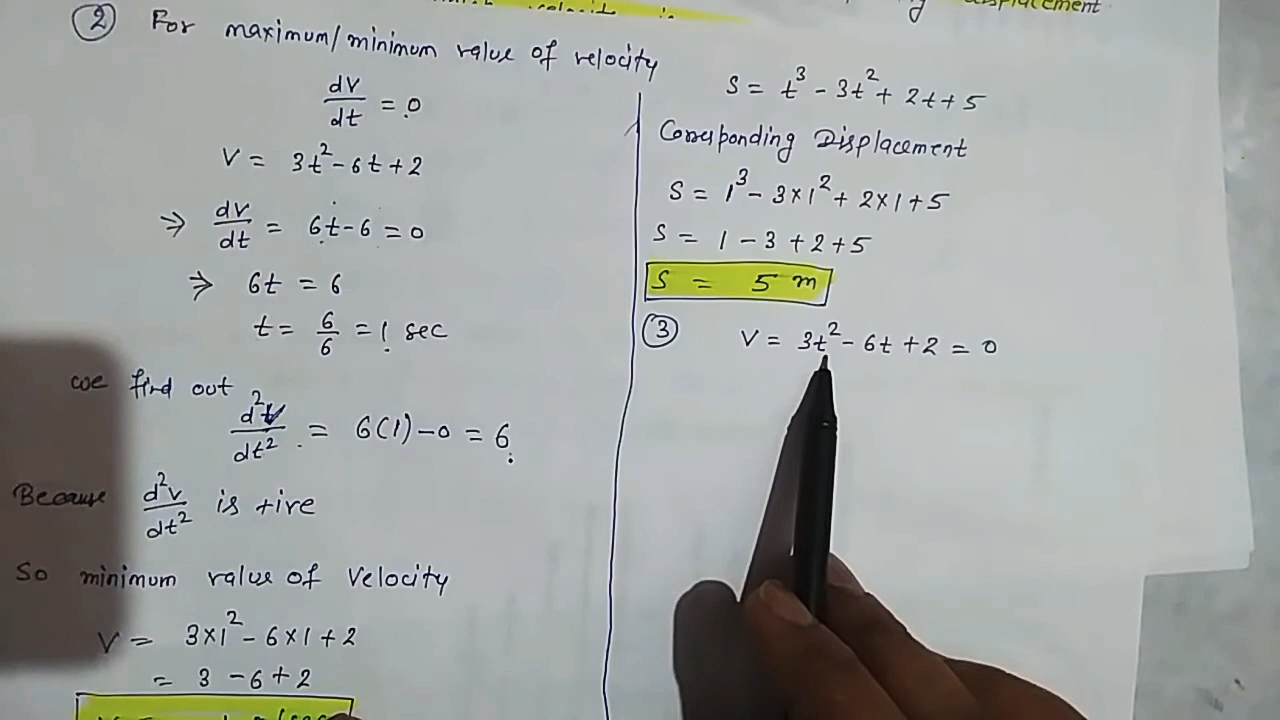 ② For maximum/minimum value of velocity
dv/dt = 0
V = 3t² - 6t + 2
⇒ dv/dt = 6t - 6 = 0
⇒ 6t = 6
t = 6/6 = 1 sec
we find out
d²v/dt² = 6(1) - 0 = 6
Because d²v/dt² is +ive
So minimum value of Velocity
V = 3×1² - 6×1 + 2
= 3 - 6 + 2
displacement
S = t³ - 3t² + 2t + 5
Corresponding Displacement
S = 1³ - 3×1² + 2×1 + 5
S = 1 - 3 + 2 + 5
S = 5 m
③ V = 3t² - 6t + 2 = 0